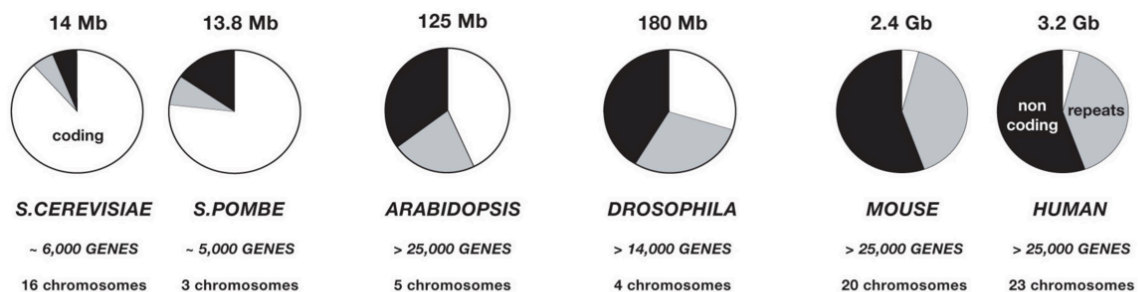 14 Mb 13.8 Mb 125 Mb 180 Mb 2.4 Gb 3.2 Gb
coding
non coding
repeats
S.CEREVISIAE S.POMBE ARABIDOPSIS DROSOPHILA MOUSE HUMAN
~ 6,000 GENES ~ 5,000 GENES > 25,000 GENES > 14,000 GENES > 25,000 GENES > 25,000 GENES
16 chromosomes 3 chromosomes 5 chromosomes 4 chromosomes 20 chromosomes 23 chromosomes